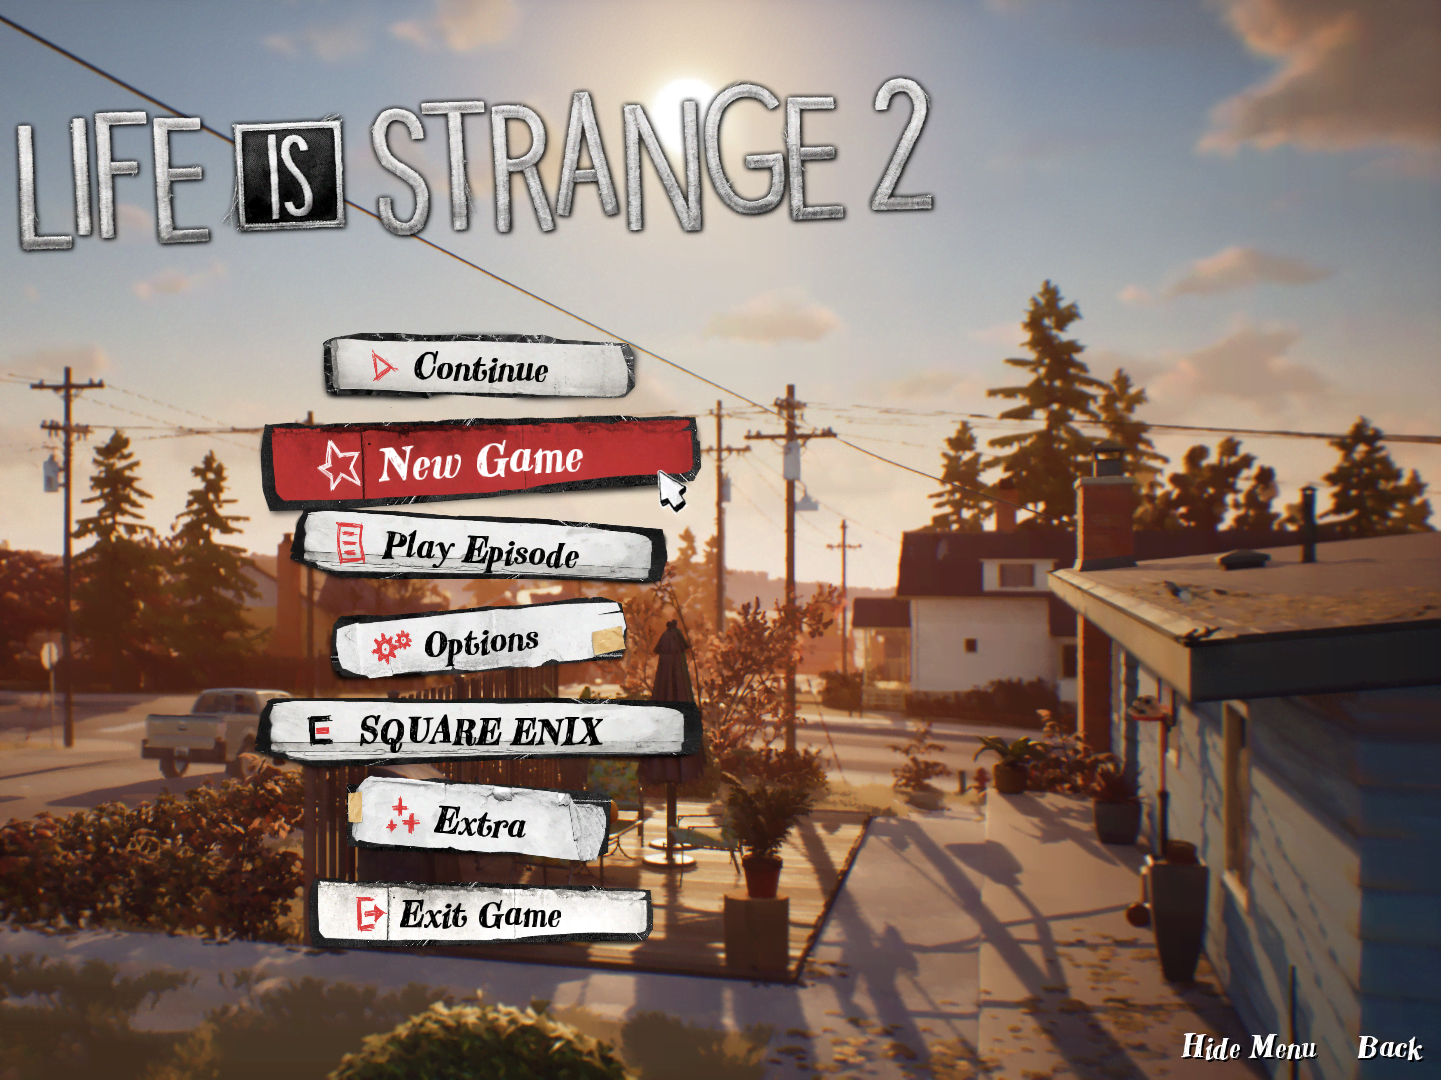 LIFE IS STRANGE 2
Continue
New Game
Play Episode
Options
SQUARE ENIX
Extra
Exit Game
Hide Menu Back